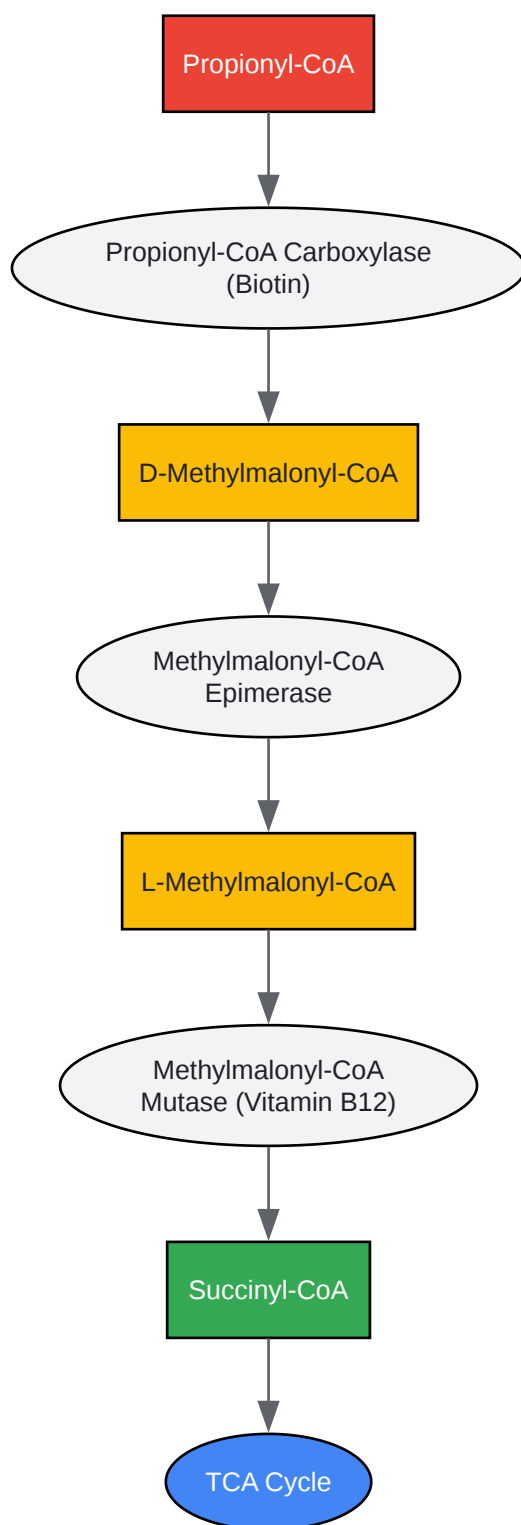 Propionyl-CoA
Propionyl-CoA Carboxylase
(Biotin)
D-Methylmalonyl-CoA
Methylmalonyl-CoA
Epimerase
L-Methylmalonyl-CoA
Methylmalonyl-CoA
Mutase (Vitamin B12)
Succinyl-CoA
TCA Cycle